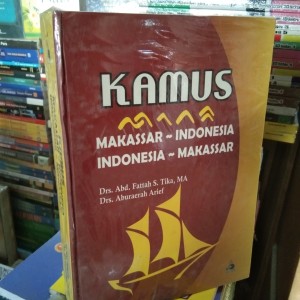 KAMUS
MAKASSAR - INDONESIA
INDONESIA - MAKASSAR
Drs. Abd. Fattah S. Tika, MA
Drs. Aburaerah Arief